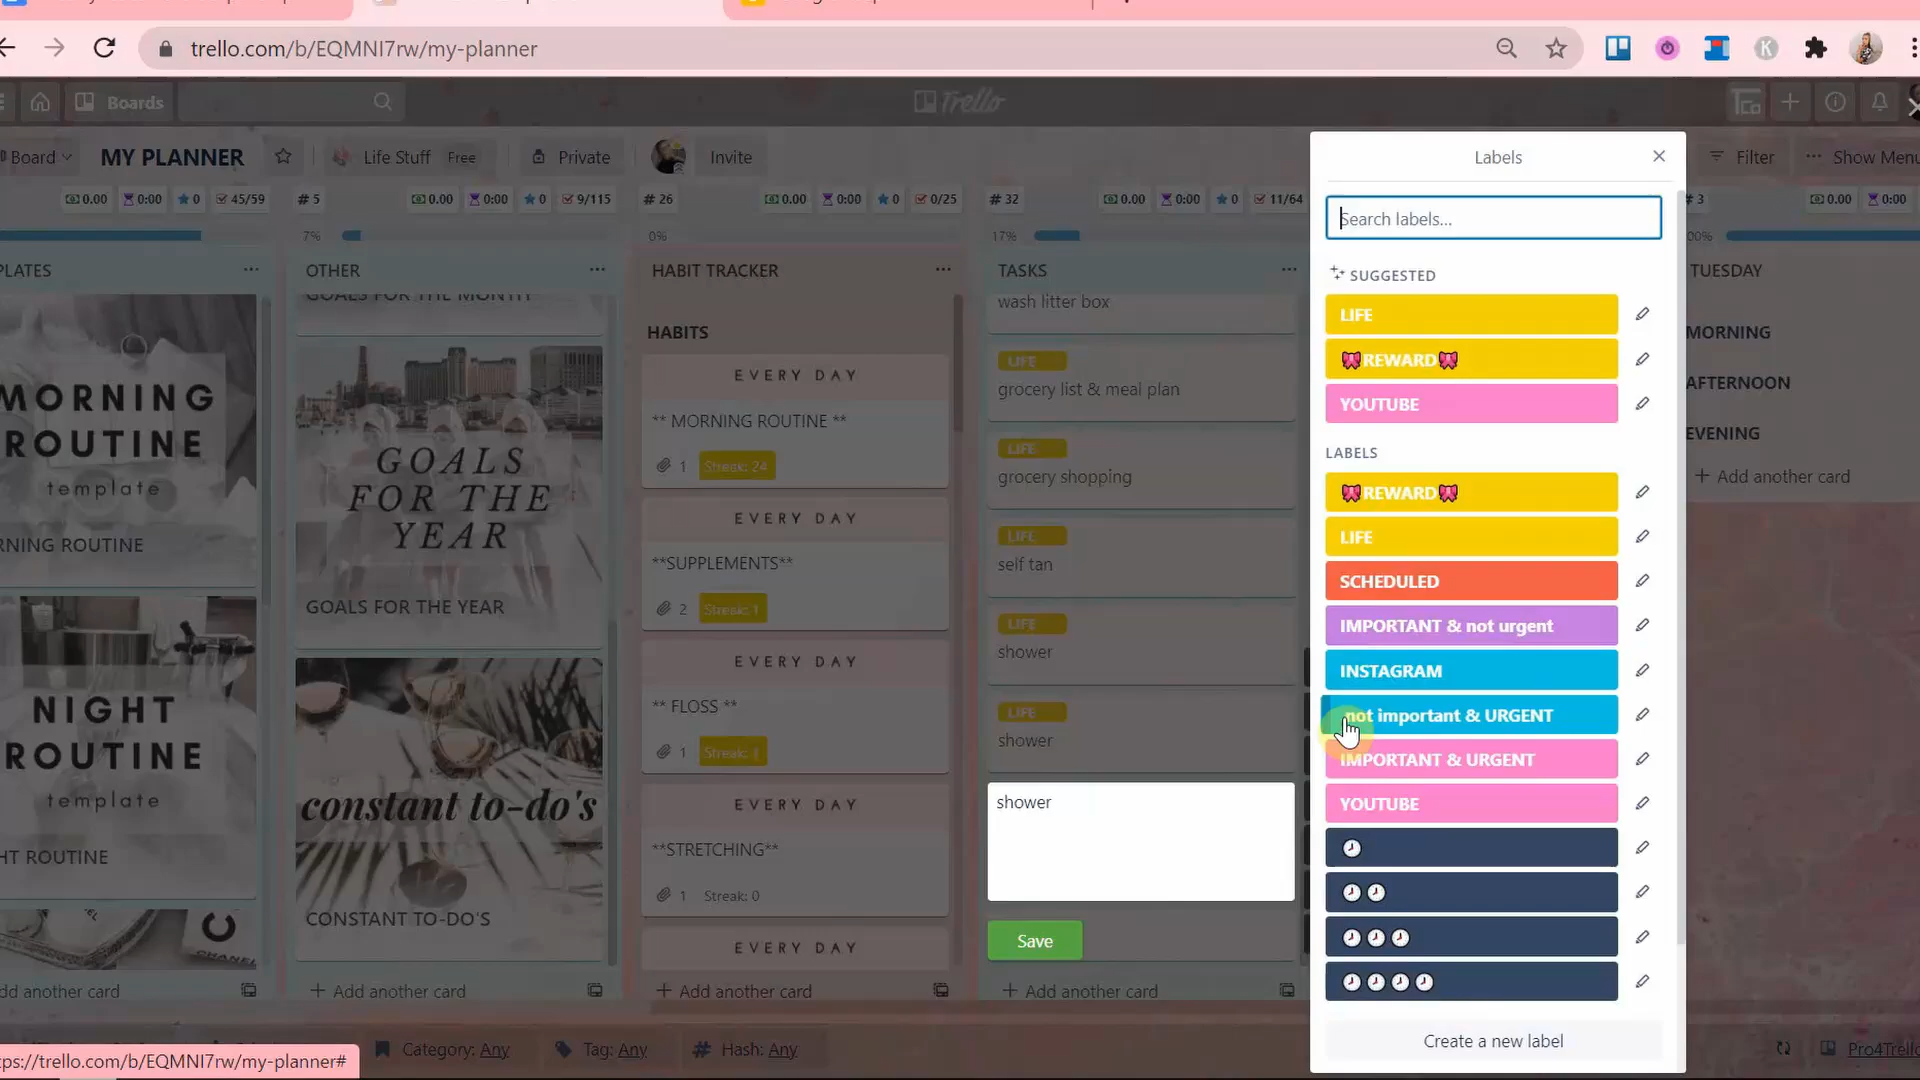 trello.com/b/EQMNI7rw/my-planner
Boards
Trello
Board
MY PLANNER
Life Stuff Free
Private
Invite
Filter
Show Menu
0.00 0:00 0 45/59
# 5 0.00 0:00 0 9/115
# 26 0.00 0:00 0 0/25
# 32 0.00 0:00 0 11/64
# 3 0.00 0:00
7%
0%
17%
00%
PLATES
MORNING
ROUTINE
template
RNING ROUTINE
NIGHT
ROUTINE
template
HT ROUTINE
dd another card
OTHER
GOALS FOR THE MONTH
GOALS
FOR THE
YEAR
GOALS FOR THE YEAR
constant to-do's
CONSTANT TO-DO'S
+ Add another card
HABIT TRACKER
HABITS
EVERY DAY
** MORNING ROUTINE **
1 Streak: 24
EVERY DAY
**SUPPLEMENTS**
2 Streak: 1
EVERY DAY
** FLOSS **
1 Streak: 1
EVERY DAY
**STRETCHING**
1 Streak: 0
EVERY DAY
+ Add another card
TASKS
wash litter box
LIFE
grocery list & meal plan
LIFE
grocery shopping
LIFE
self tan
LIFE
shower
LIFE
shower
shower
Save
+ Add another card
Labels
Search labels...
SUGGESTED
LIFE
🎀REWARD🎀
YOUTUBE
LABELS
🎀REWARD🎀
LIFE
SCHEDULED
IMPORTANT & not urgent
INSTAGRAM
not important & URGENT
IMPORTANT & URGENT
YOUTUBE
🕗
🕗🕗
🕗🕗🕗
🕗🕗🕗🕗
Create a new label
TUESDAY
MORNING
AFTERNOON
EVENING
+ Add another card
Category: Any
Tag: Any
Hash: Any
Pro4Trello
tps://trello.com/b/EQMNI7rw/my-planner#